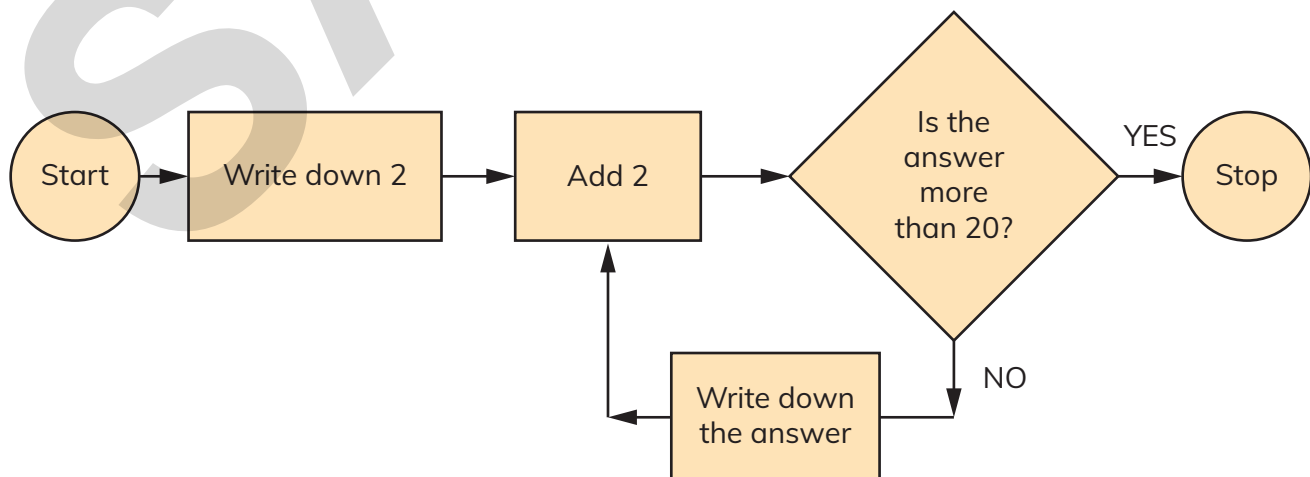 Start
Write down 2
Add 2
Is the
answer
more
than 20?
YES
Stop
NO
Write down
the answer